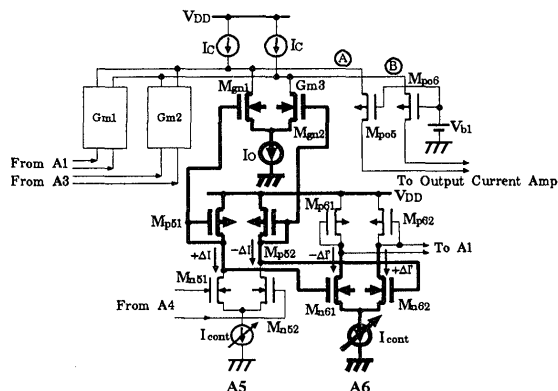 VDD
IC IC
A B
Mgn1 Gm3 Mpo6
Gm1 Gm2
Mgn2 Mpo5
Vb1
IO
From A1
From A3
To Output Current Amp
VDD
Mp61
Mp51 Mp62
+ΔI -ΔI Mp52 -ΔI' To A1
+ΔI'
Mn51
From A4 Mn61 Mn62
Mn52
Icont Icont
A5 A6